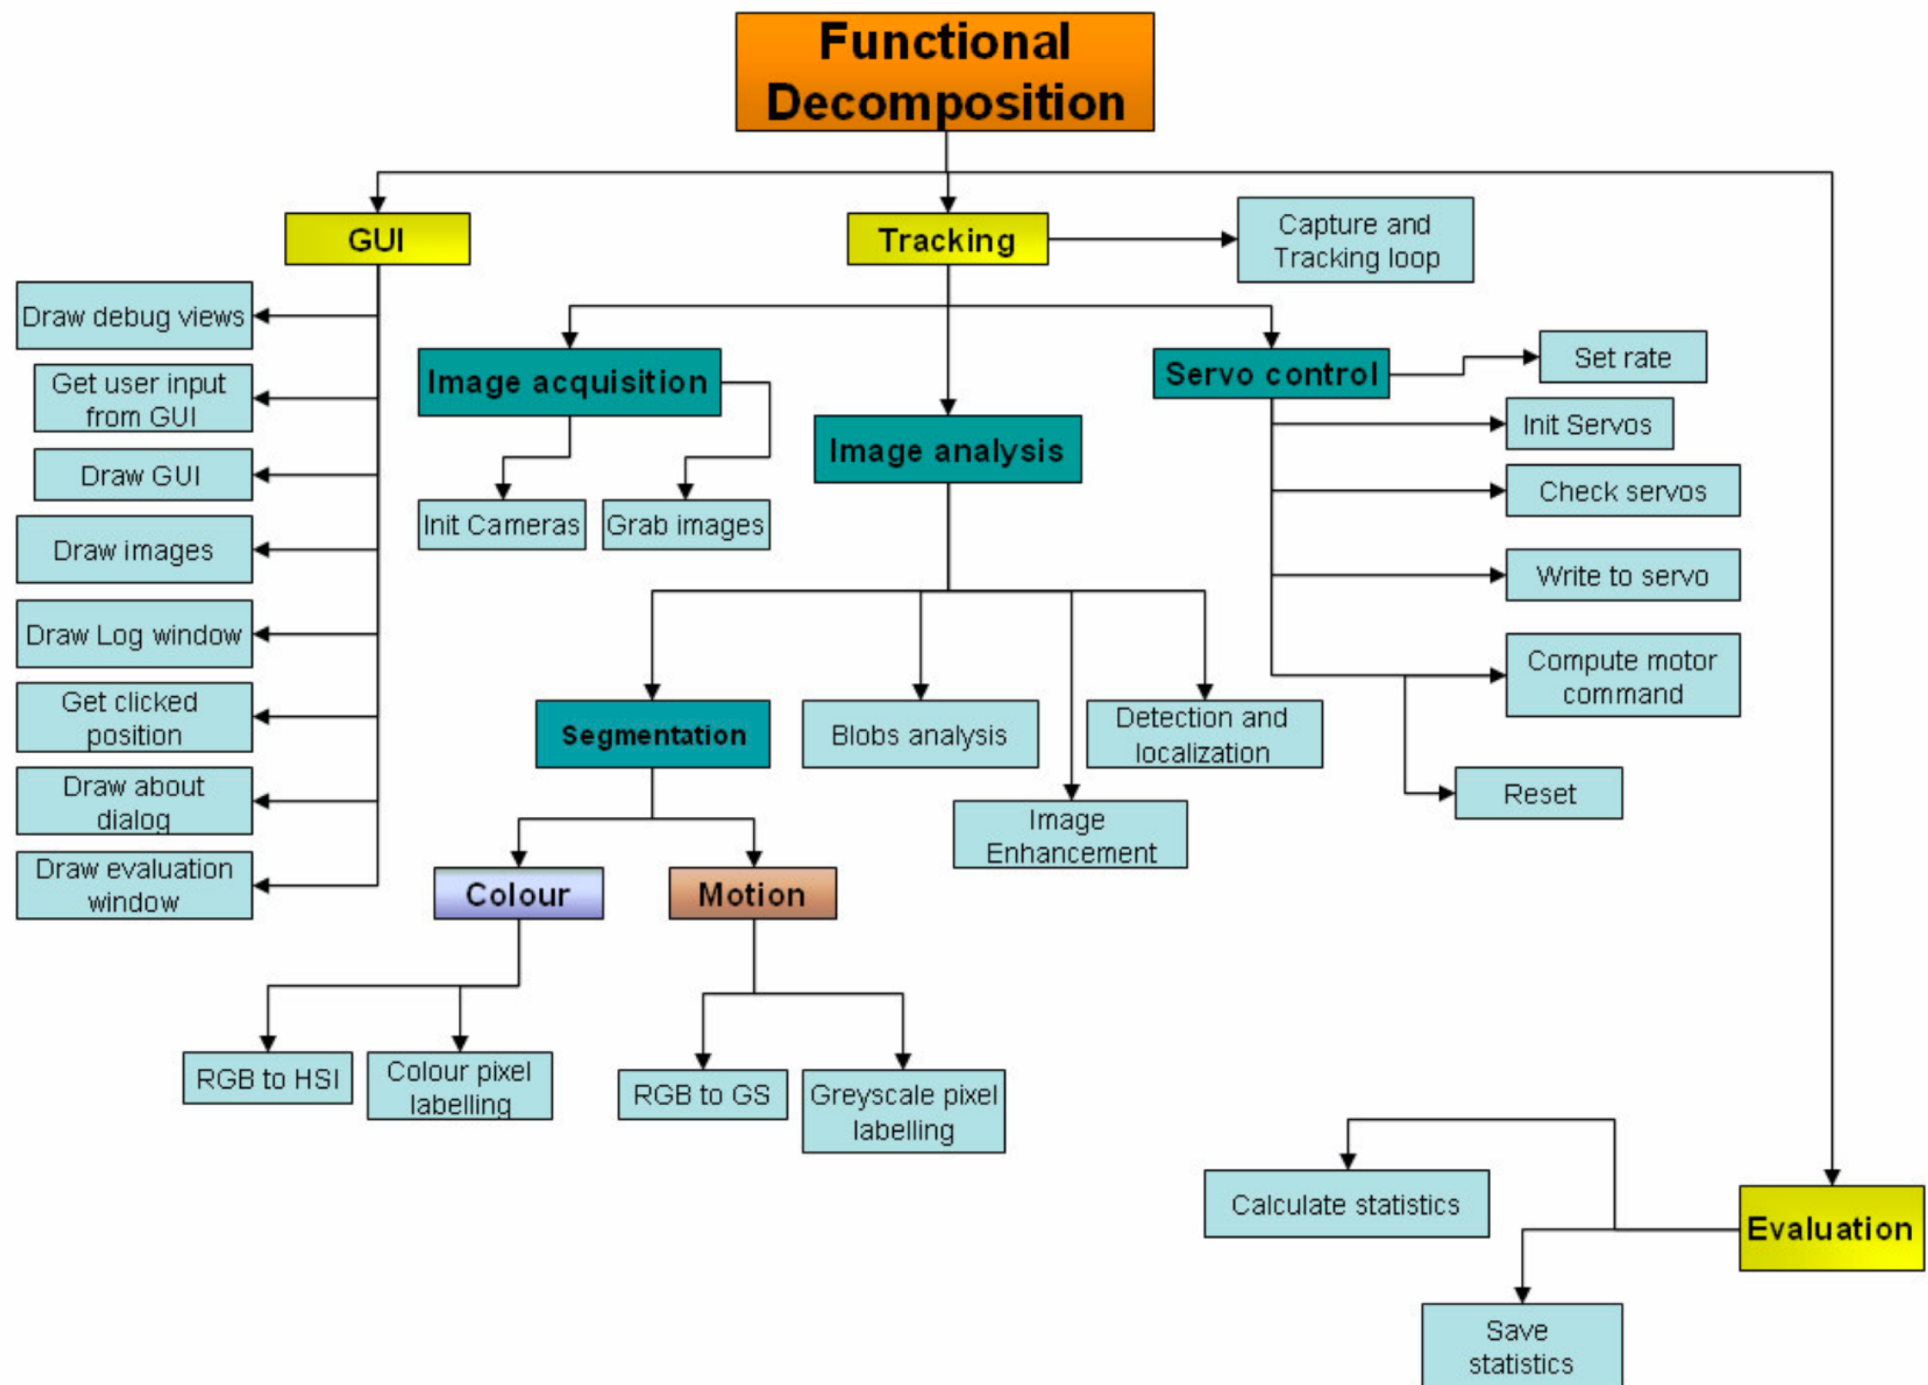 Functional
Decomposition
GUI
Tracking
Capture and
Tracking loop
Draw debug views
Get user input
from GUI
Draw GUI
Draw images
Draw Log window
Get clicked
position
Draw about
dialog
Draw evaluation
window
Image acquisition
Init Cameras
Grab images
Image analysis
Servo control
Set rate
Init Servos
Check servos
Write to servo
Compute motor
command
Reset
Segmentation
Blobs analysis
Detection and
localization
Image
Enhancement
Colour
Motion
RGB to HSI
Colour pixel
labelling
RGB to GS
Greyscale pixel
labelling
Calculate statistics
Evaluation
Save
statistics